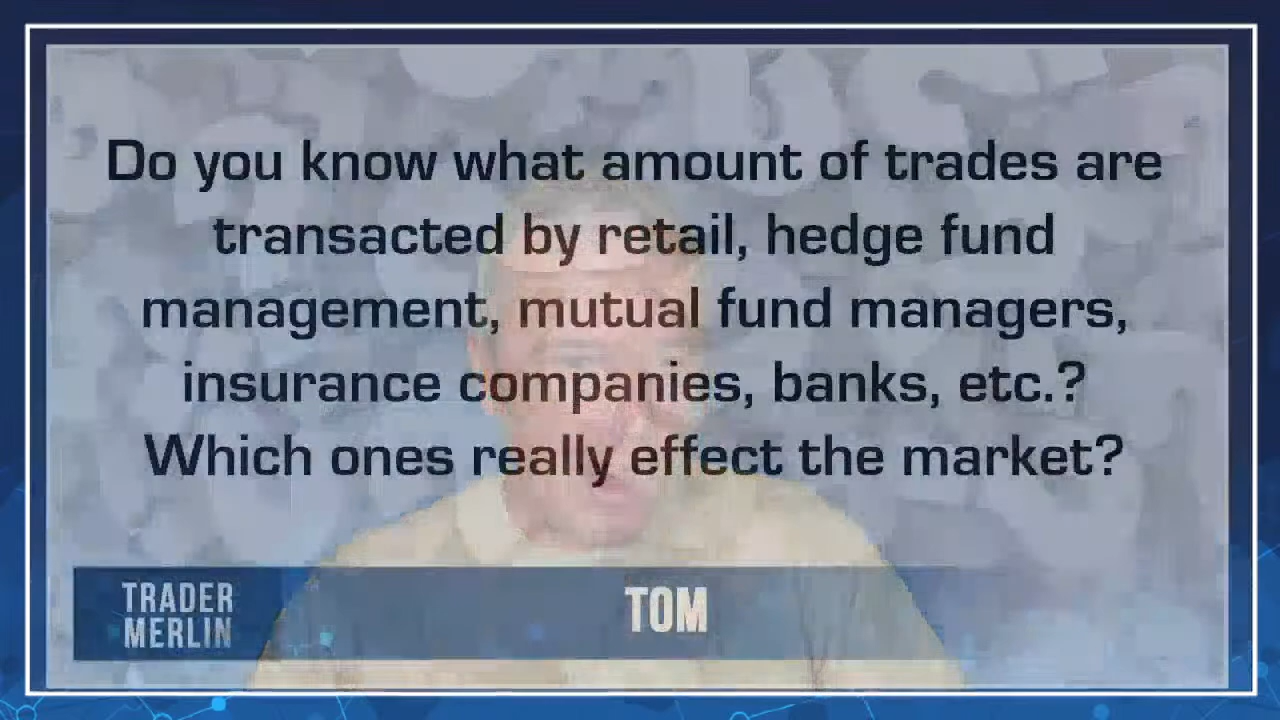 Do you know what amount of trades are
transacted by retail, hedge fund
management, mutual fund managers,
insurance companies, banks, etc.?
Which ones really effect the market?
TRADER
MERLIN
TOM